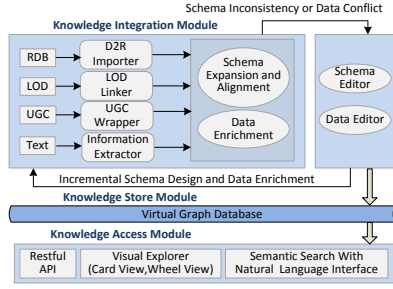 Schema Inconsistency or Data Conflict
Knowledge Integration Module
RDB
D2R
Importer
LOD
LOD
Linker
UGC
UGC
Wrapper
Text
Information
Extractor
Schema
Expansion and
Alignment
Data
Enrichment
Schema
Editor
Data Editor
Incremental Schema Design and Data Enrichment
Knowledge Store Module
Virtual Graph Database
Knowledge Access Module
Restful
API
Visual Explorer
(Card View,Wheel View)
Semantic Search With
Natural Language Interface